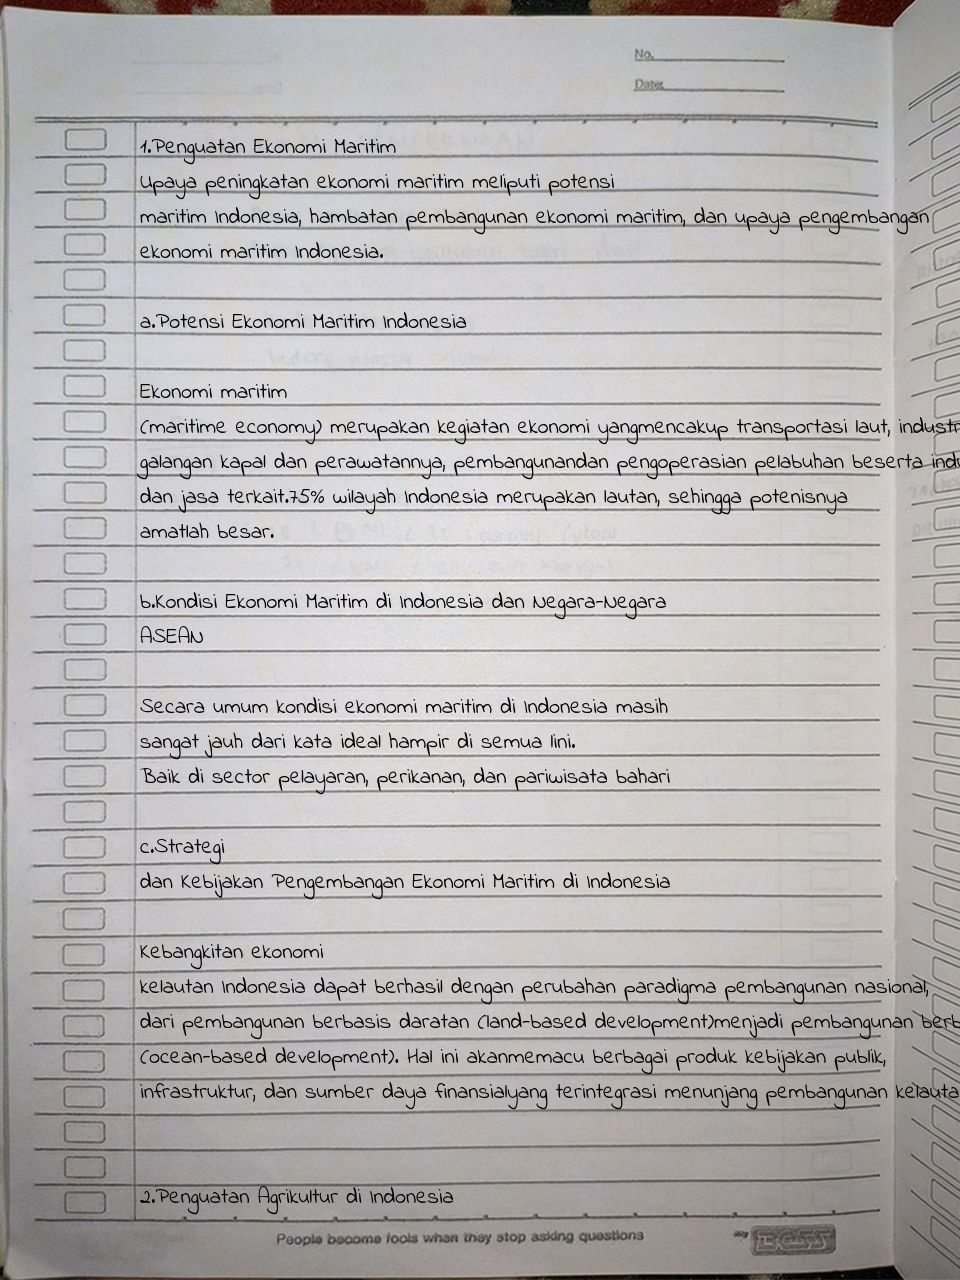 No.
Date:
1.Penguatan Ekonomi Maritim
Upaya peningkatan ekonomi maritim meliputi potensi
maritim Indonesia, hambatan pembangunan ekonomi maritim, dan upaya pengembangan
ekonomi maritim Indonesia.
a.Potensi Ekonomi Maritim Indonesia
Ekonomi maritim
(maritime economy) merupakan kegiatan ekonomi yangmencakup transportasi laut,
galangan kapal dan perawatannya, pembangunandan pengoperasian pelabuhan beserta
dan jasa terkait.75% wilayah Indonesia merupakan lautan, sehingga potenisnya
amatlah besar.
b.Kondisi Ekonomi Maritim di Indonesia dan Negara-Negara
ASEAN
Secara umum kondisi ekonomi maritim di Indonesia masih
sangat jauh dari kata ideal hampir di semua lini.
Baik di sector pelayaran, perikanan, dan pariwisata bahari
c.Strategi
dan Kebijakan Pengembangan Ekonomi Maritim di Indonesia
Kebangkitan ekonomi
kelautan Indonesia dapat berhasil dengan perubahan paradigma pembangunan nasional,
dari pembangunan berbasis daratan (land-based development)menjadi pembangunan
(ocean-based development). Hal ini akanmemacu berbagai produk kebijakan publik,
infrastruktur, dan sumber daya finansialyang terintegrasi menunjang pembangunan
2.Penguatan Agrikultur di Indonesia
People become fools when they stop asking questions
my BOSS